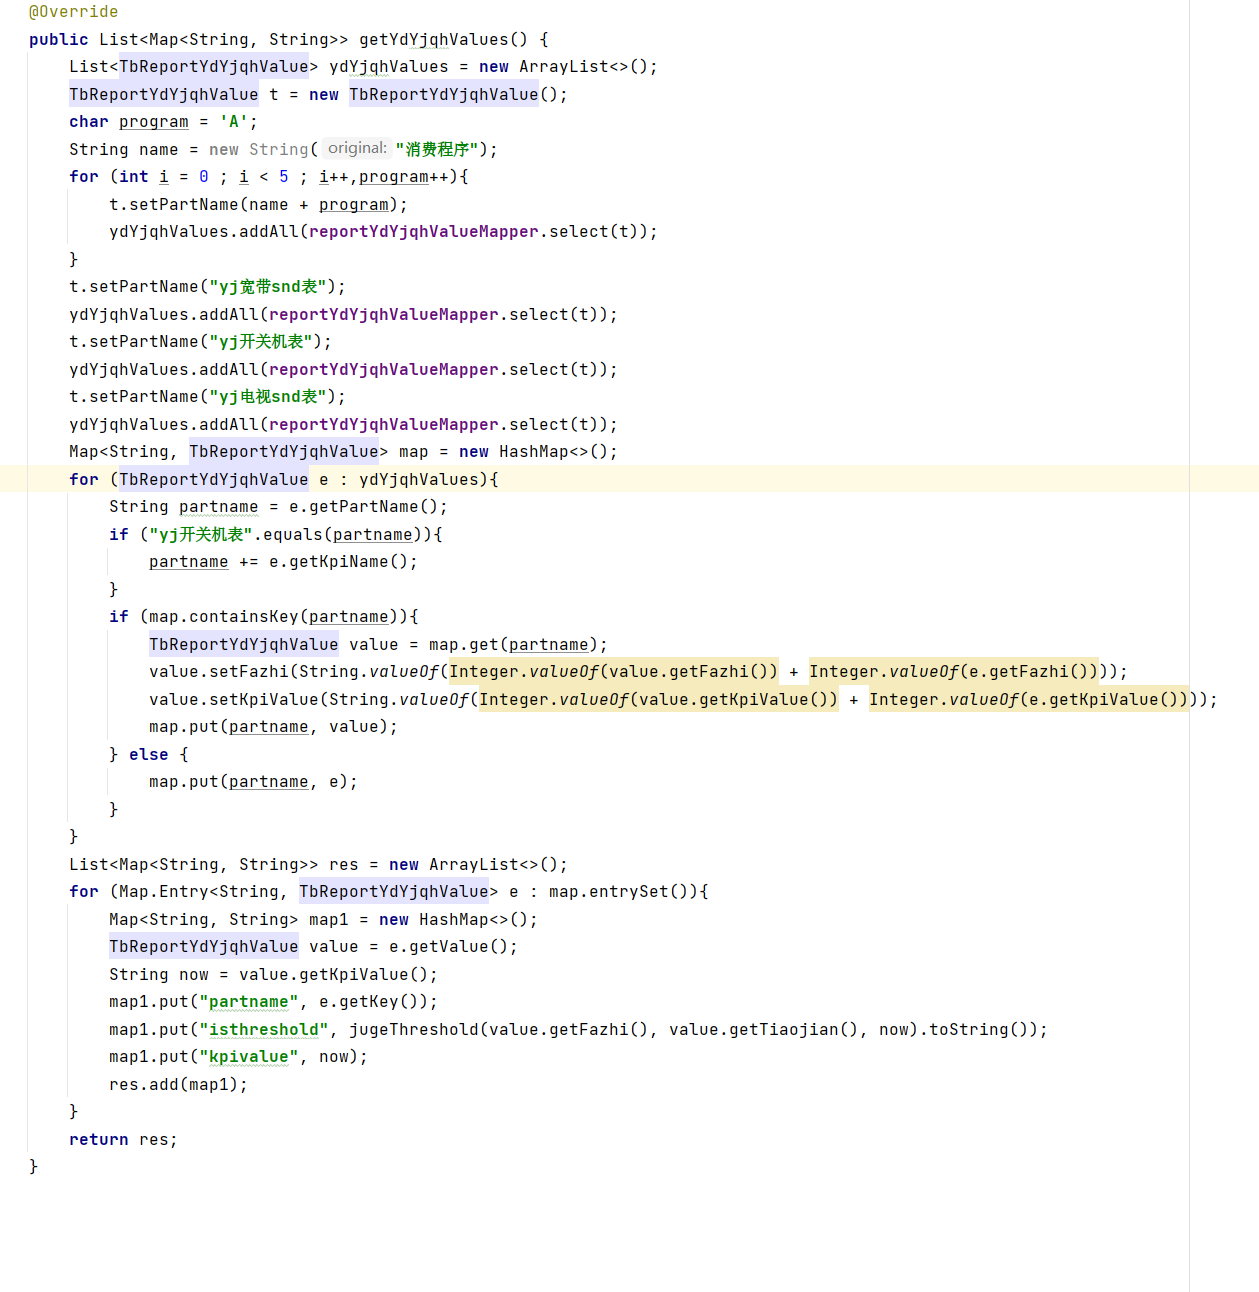 @Override
public List<Map<String, String>> getYdYjqhValues() {
    List<TbReportYdYjqhValue> ydYjqhValues = new ArrayList<>();
    TbReportYdYjqhValue t = new TbReportYdYjqhValue();
    char program = 'A';
    String name = new String( original: "消费程序");
    for (int i = 0 ; i < 5 ; i++,program++){
        t.setPartName(name + program);
        ydYjqhValues.addAll(reportYdYjqhValueMapper.select(t));
    }
    t.setPartName("yj宽带snd表");
    ydYjqhValues.addAll(reportYdYjqhValueMapper.select(t));
    t.setPartName("yj开关机表");
    ydYjqhValues.addAll(reportYdYjqhValueMapper.select(t));
    t.setPartName("yj电视snd表");
    ydYjqhValues.addAll(reportYdYjqhValueMapper.select(t));
    Map<String, TbReportYdYjqhValue> map = new HashMap<>();
    for (TbReportYdYjqhValue e : ydYjqhValues){
        String partname = e.getPartName();
        if ("yj开关机表".equals(partname)){
            partname += e.getKpiName();
        }
        if (map.containsKey(partname)){
            TbReportYdYjqhValue value = map.get(partname);
            value.setFazhi(String.valueOf(Integer.valueOf(value.getFazhi()) + Integer.valueOf(e.getFazhi())));
            value.setKpiValue(String.valueOf(Integer.valueOf(value.getKpiValue()) + Integer.valueOf(e.getKpiValue())));
            map.put(partname, value);
        } else {
            map.put(partname, e);
        }
    }
    List<Map<String, String>> res = new ArrayList<>();
    for (Map.Entry<String, TbReportYdYjqhValue> e : map.entrySet()){
        Map<String, String> map1 = new HashMap<>();
        TbReportYdYjqhValue value = e.getValue();
        String now = value.getKpiValue();
        map1.put("partname", e.getKey());
        map1.put("isthreshold", jugeThreshold(value.getFazhi(), value.getTiaojian(), now).toString());
        map1.put("kpivalue", now);
        res.add(map1);
    }
    return res;
}